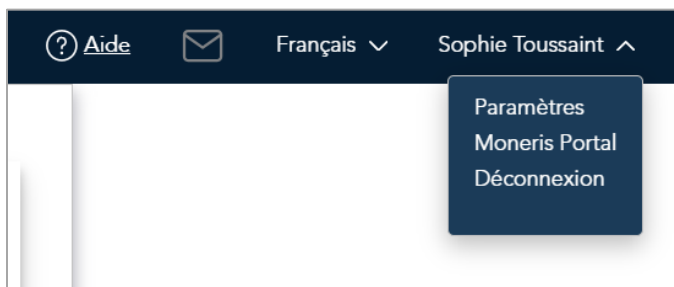 ? Aide Français Sophie Toussaint
Paramètres
Moneris Portal
Déconnexion